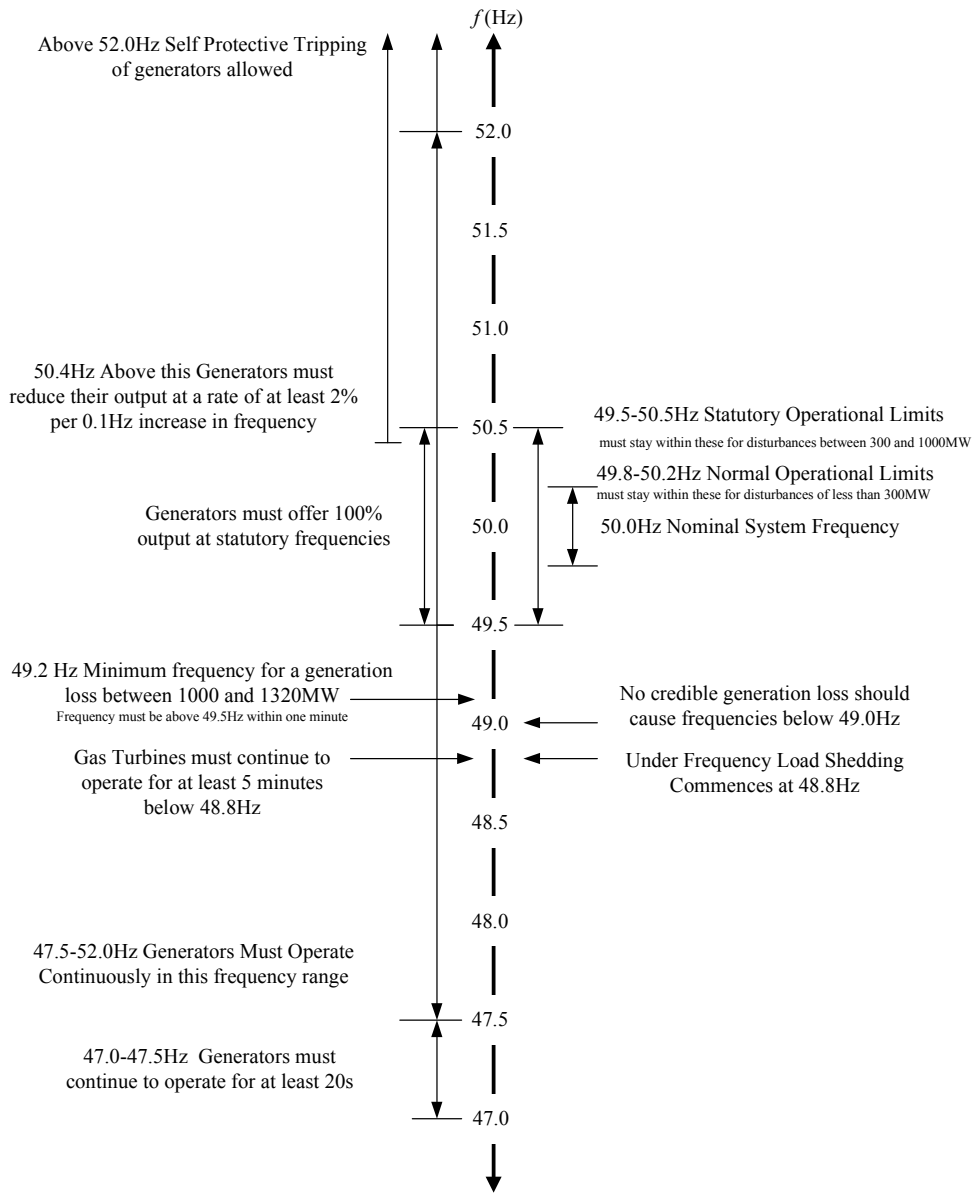 f(Hz)
Above 52.0Hz Self Protective Tripping
of generators allowed
52.0
51.5
51.0
50.4Hz Above this Generators must
reduce their output at a rate of at least 2%
per 0.1Hz increase in frequency
50.5
49.5-50.5Hz Statutory Operational Limits
must stay within these for disturbances between 300 and 1000MW
49.8-50.2Hz Normal Operational Limits
must stay within these for disturbances of less than 300MW
Generators must offer 100%
output at statutory frequencies
50.0
50.0Hz Nominal System Frequency
49.5
49.2 Hz Minimum frequency for a generation
loss between 1000 and 1320MW
Frequency must be above 49.5Hz within one minute
49.0
No credible generation loss should
cause frequencies below 49.0Hz
Gas Turbines must continue to
operate for at least 5 minutes
below 48.8Hz
Under Frequency Load Shedding
Commences at 48.8Hz
48.5
48.0
47.5-52.0Hz Generators Must Operate
Continuously in this frequency range
47.5
47.0-47.5Hz Generators must
continue to operate for at least 20s
47.0